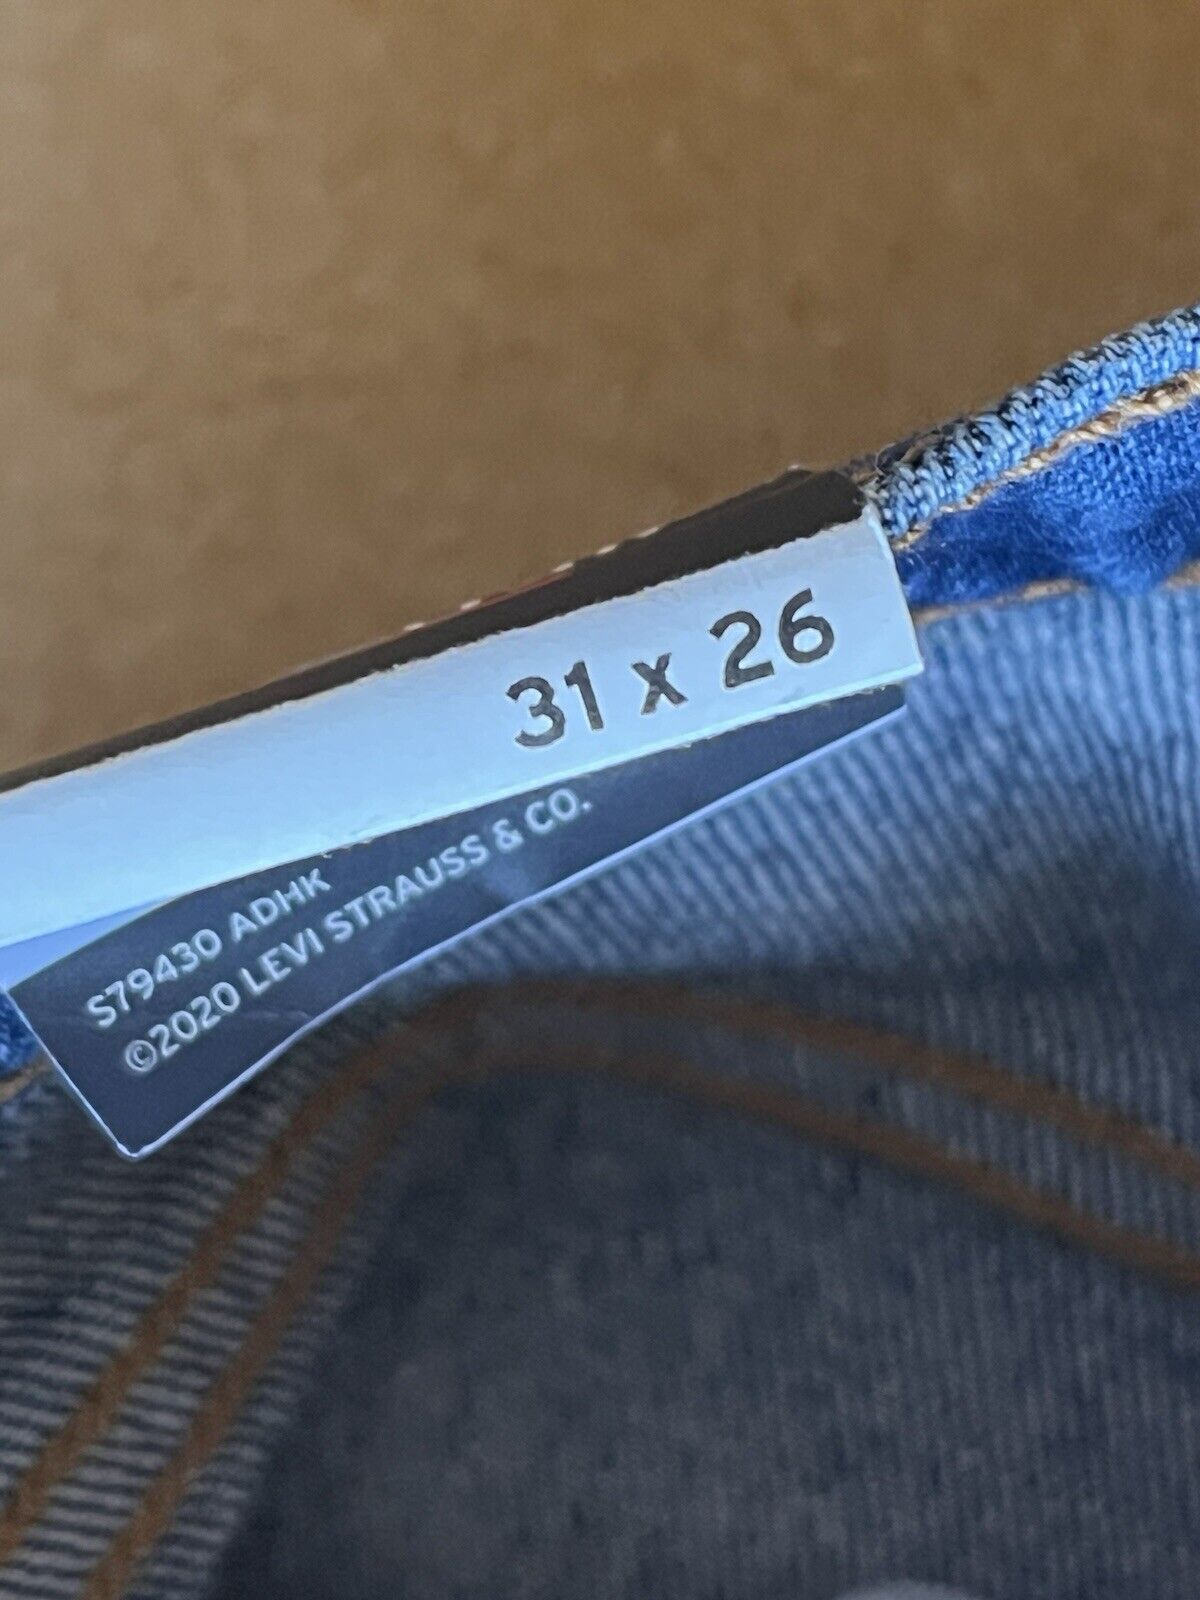 31 x 26
S79430 ADHK
©2020 LEVI STRAUSS & CO.